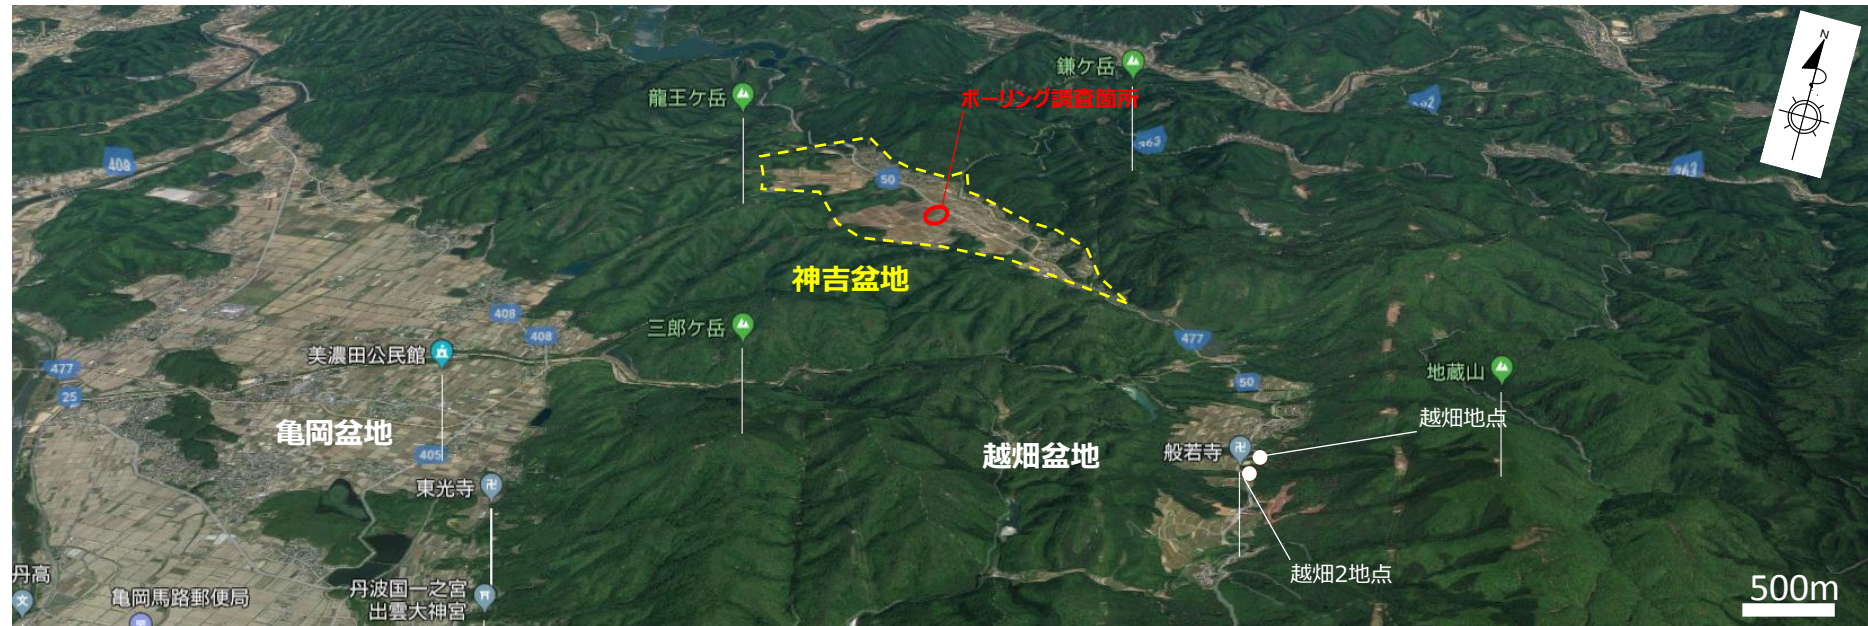 N
鎌ケ岳
龍王ケ岳
ボーリング調査箇所
408
363
363
50
神吉盆地
408
三郎ケ岳
408
477
美濃田公民館
477
地蔵山
50
25
越畑地点
亀岡盆地
越畑盆地
般若寺
405
東光寺
丹高
越畑2地点
丹波国一之宮
出雲大神宮
亀岡馬路郵便局
500m